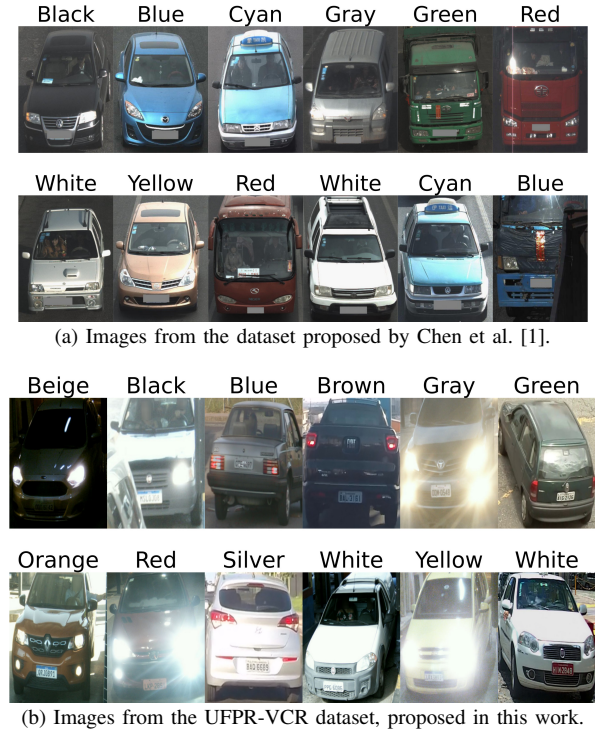 Black Blue Cyan Gray Green Red
White Yellow Red White Cyan Blue
(a) Images from the dataset proposed by Chen et al. [1].
Beige Black Blue Brown Gray Green
Orange Red Silver White Yellow White
(b) Images from the UFPR-VCR dataset, proposed in this work.